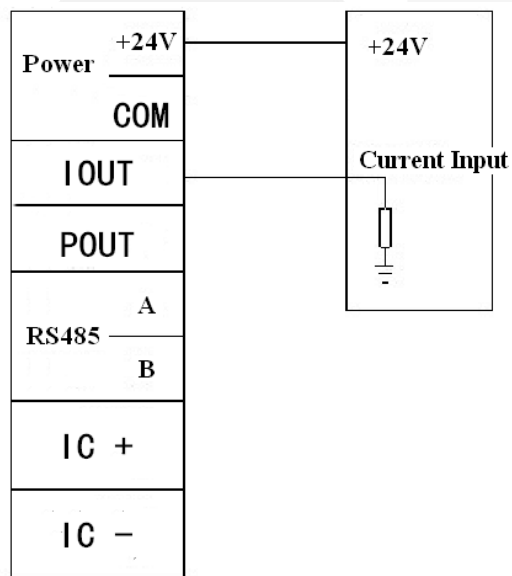 +24V
Power
COM
IOUT
POUT
A
RS485
B
IC +
IC -
+24V
Current Input